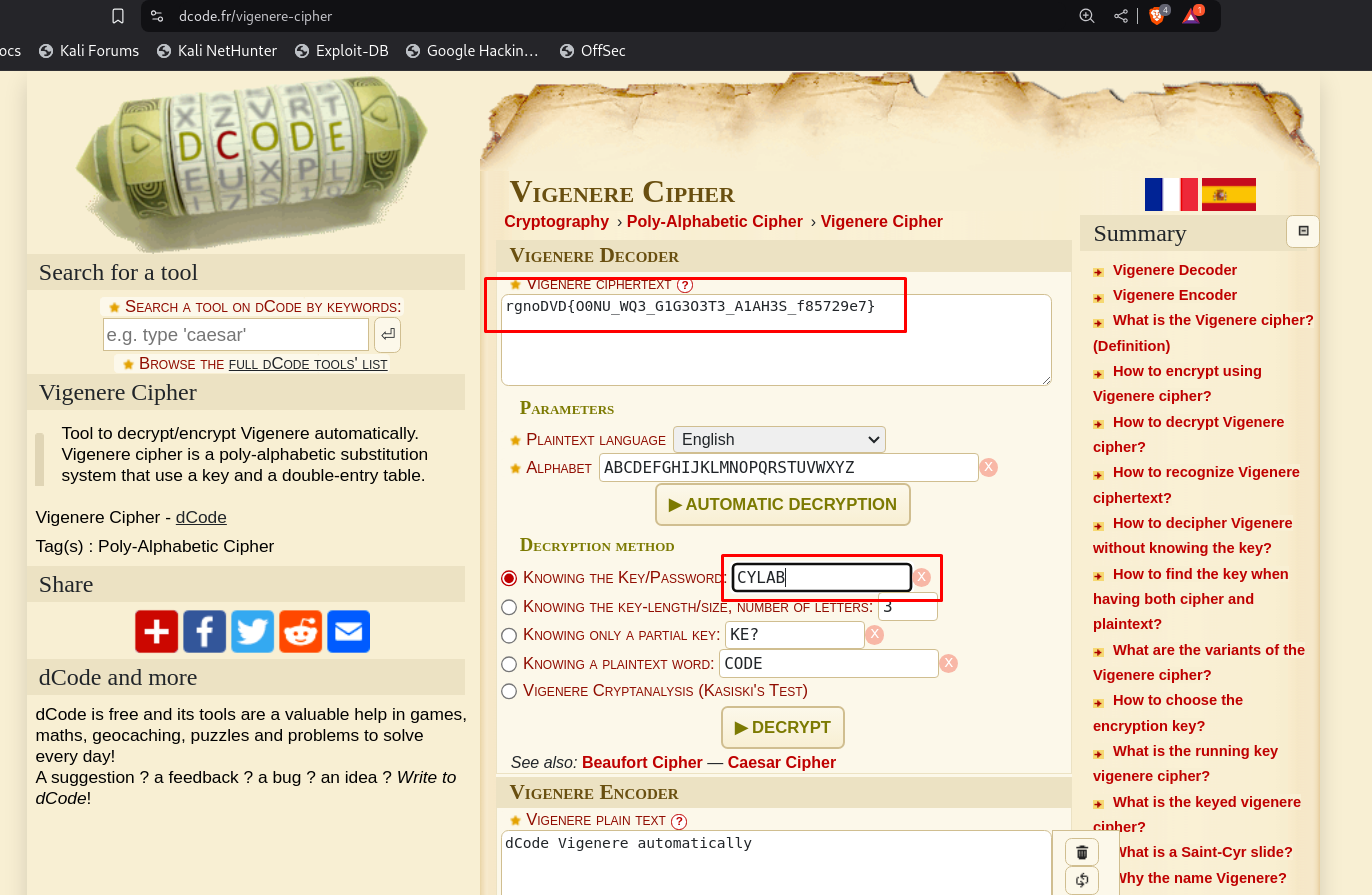 dcode.fr/vigenere-cipher
4
1
ocs
Kali Forums
Kali NetHunter
Exploit-DB
Google Hackin...
OffSec
X Z V R T
D C O D E
E U X P L
Search for a tool
Search a tool on dCode by keywords:
e.g. type 'caesar'
Browse the full dCode tools' list
Vigenere Cipher
Tool to decrypt/encrypt Vigenere automatically.
Vigenere cipher is a poly-alphabetic substitution
system that use a key and a double-entry table.
Vigenere Cipher - dCode
Tag(s) : Poly-Alphabetic Cipher
Share
dCode and more
dCode is free and its tools are a valuable help in games,
maths, geocaching, puzzles and problems to solve
every day!
A suggestion ? a feedback ? a bug ? an idea ? Write to
dCode!
Vigenere Cipher
Cryptography › Poly-Alphabetic Cipher › Vigenere Cipher
Vigenere Decoder
Vigenere ciphertext ?
rgnoDVD{O0NU_WQ3_G1G3O3T3_A1AH3S_f85729e7}
Parameters
Plaintext language English
Alphabet ABCDEFGHIJKLMNOPQRSTUVWXYZ X
▶ AUTOMATIC DECRYPTION
Decryption method
Knowing the Key/Password: CYLAB X
Knowing the key-length/size, number of letters: 3
Knowing only a partial key: KE? X
Knowing a plaintext word: CODE X
Vigenere Cryptanalysis (Kasiski's Test)
▶ DECRYPT
See also: Beaufort Cipher — Caesar Cipher
Vigenere Encoder
Vigenere plain text ?
dCode Vigenere automatically
Summary
Vigenere Decoder
Vigenere Encoder
What is the Vigenere cipher?
(Definition)
How to encrypt using
Vigenere cipher?
How to decrypt Vigenere
cipher?
How to recognize Vigenere
ciphertext?
How to decipher Vigenere
without knowing the key?
How to find the key when
having both cipher and
plaintext?
What are the variants of the
Vigenere cipher?
How to choose the
encryption key?
What is the running key
vigenere cipher?
What is the keyed vigenere
cipher?
What is a Saint-Cyr slide?
Why the name Vigenere?